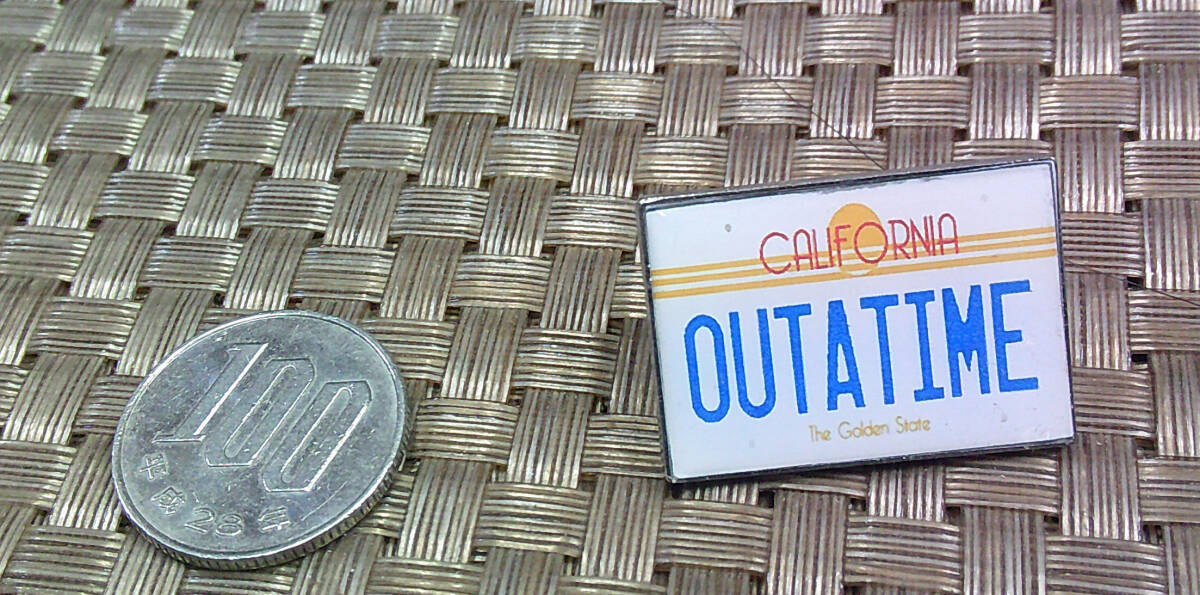 100
平成28年
CALIFORNIA
OUTATIME
The Golden State